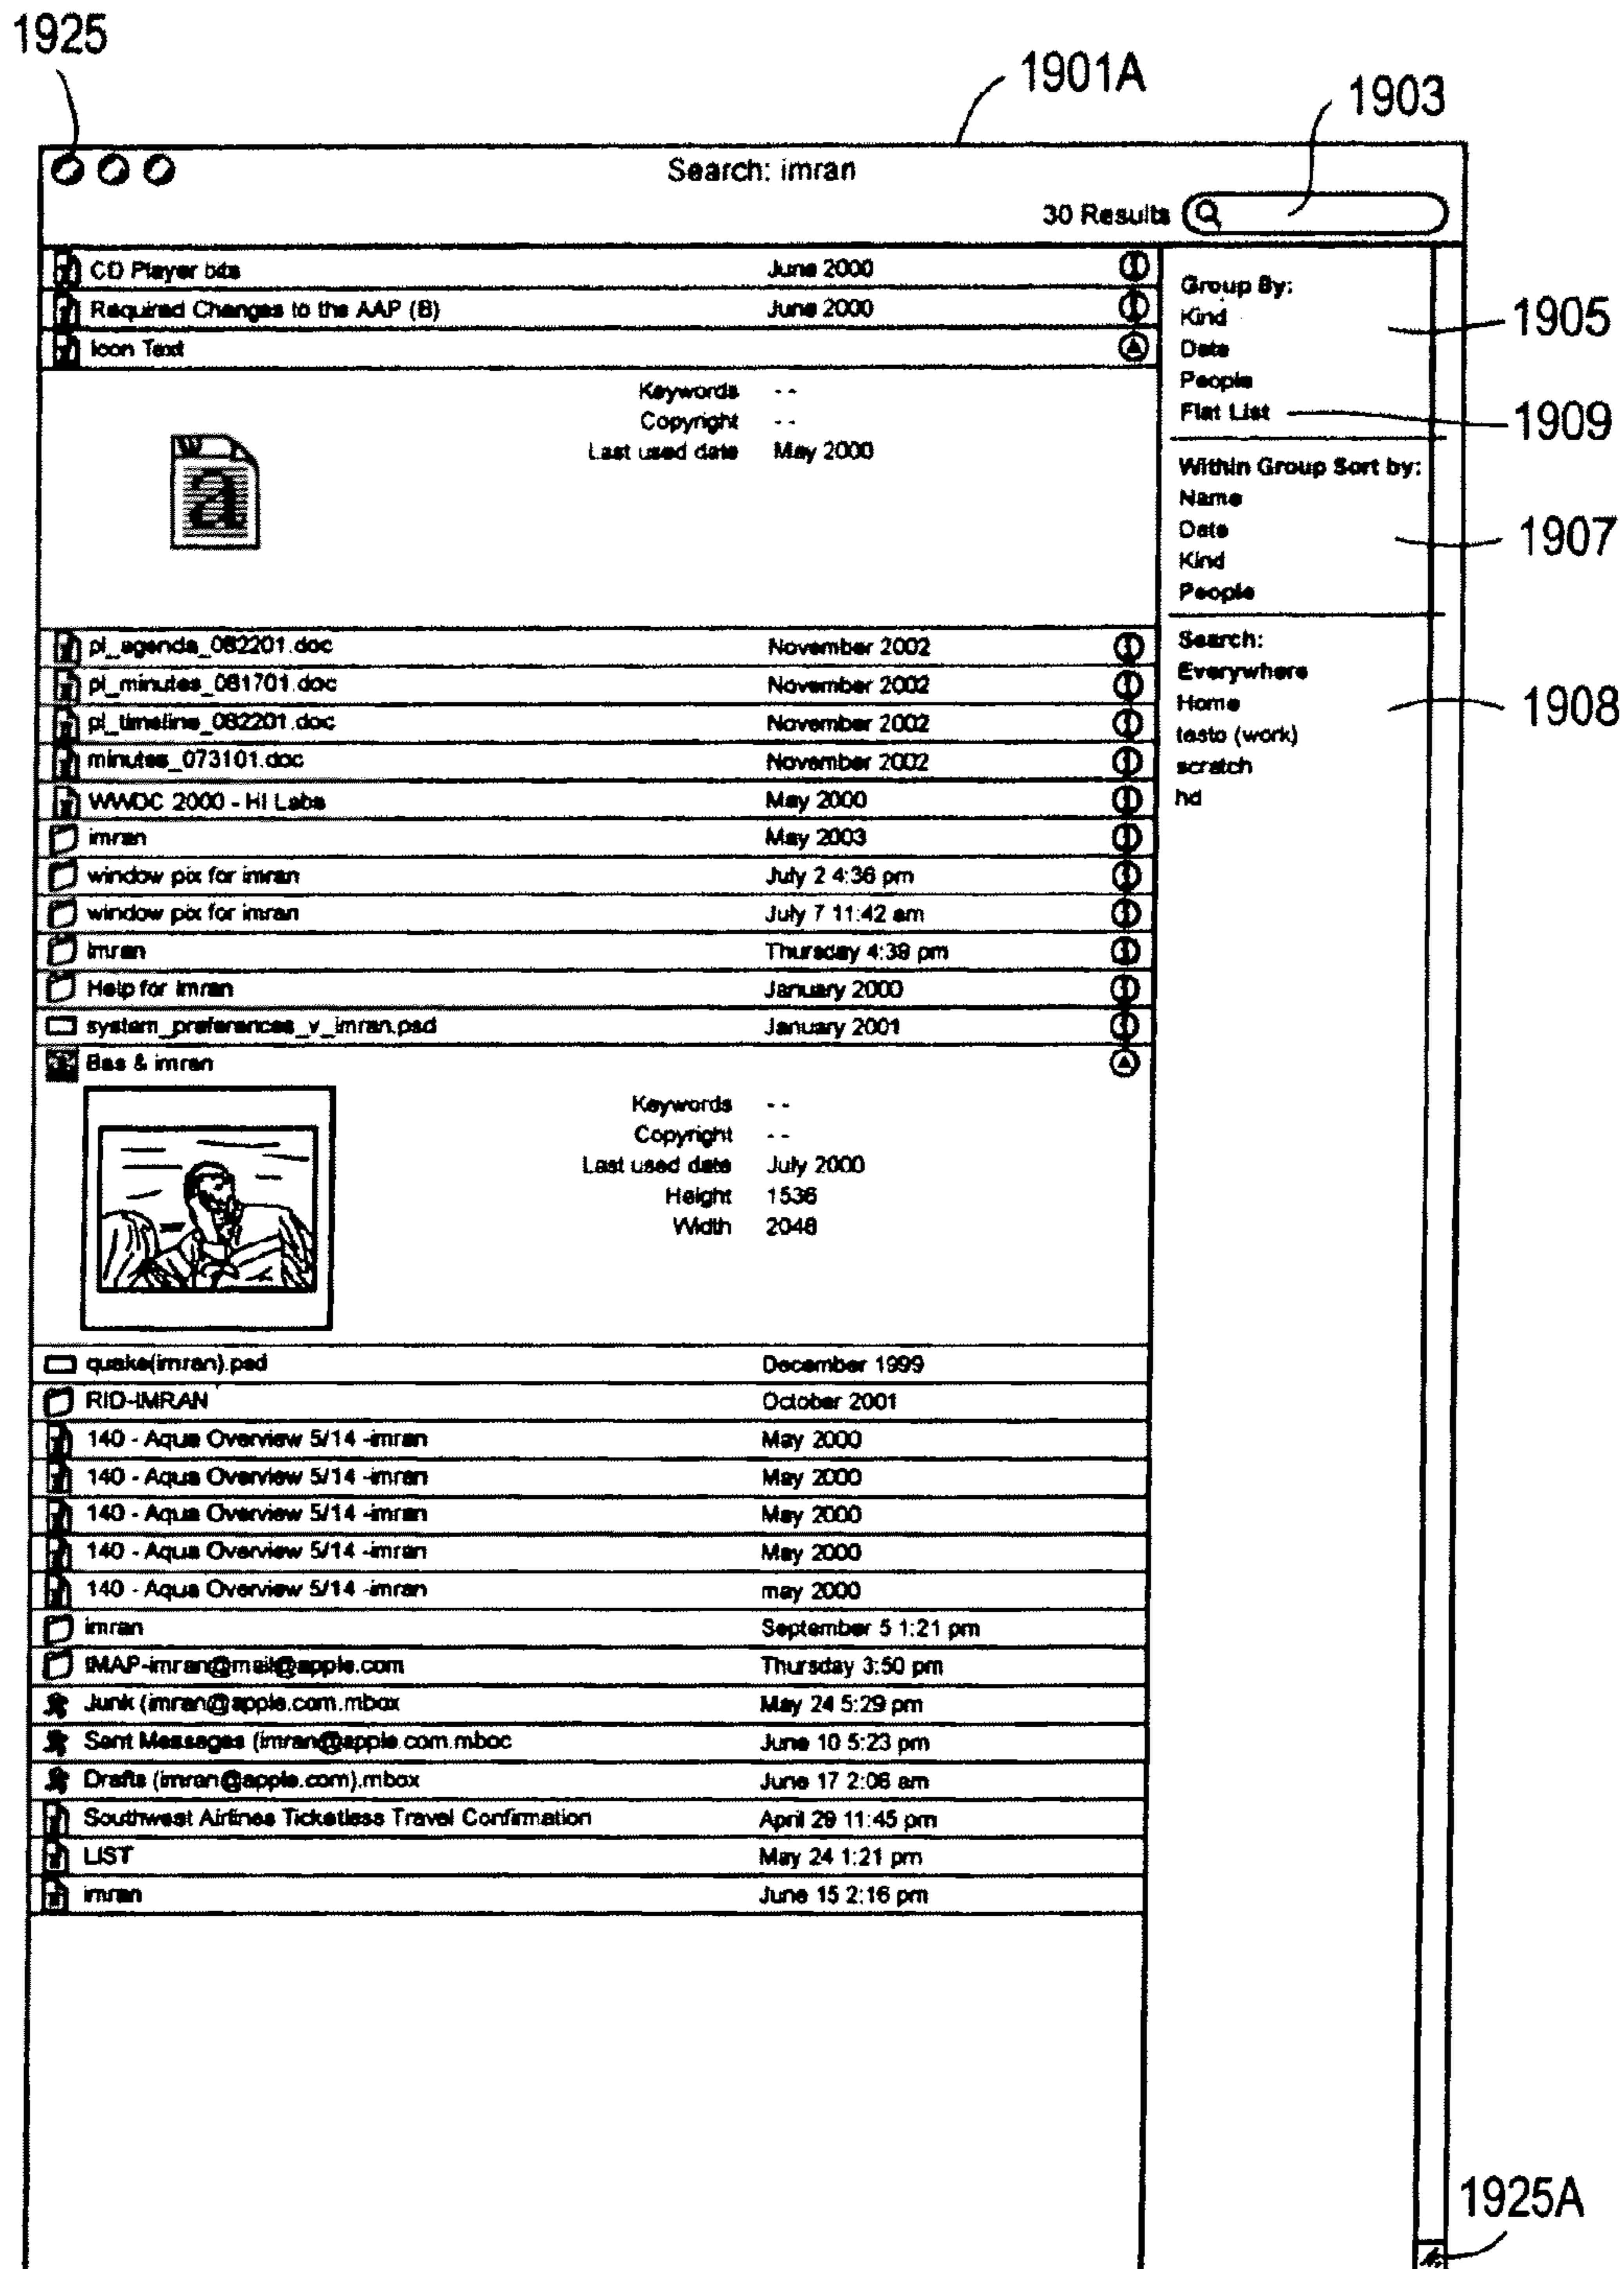 1925
1901A
1903
Search: imran
30 Results
CD Player bits June 2000
Required Changes to the AAP (B) June 2000
Icon Text
Keywords - -
Copyright - -
Last used date May 2000
W
a
pl_agenda_082201.doc November 2002
pl_minutes_081701.doc November 2002
pl_timeline_082201.doc November 2002
minutes_073101.doc November 2002
WWDC 2000 - HI Labs May 2000
imran May 2003
window pix for imran July 2 4:36 pm
window pix for imran July 7 11:42 am
imran Thursday 4:39 pm
Help for imran January 2000
system_preferences_v_imran.psd January 2001
Bas & imran
Keywords - -
Copyright - -
Last used date July 2000
Height 1536
Width 2048
quake(imran).psd December 1999
RID-IMRAN October 2001
140 - Aqua Overview 5/14 -imran May 2000
140 - Aqua Overview 5/14 -imran May 2000
140 - Aqua Overview 5/14 -imran May 2000
140 - Aqua Overview 5/14 -imran May 2000
140 - Aqua Overview 5/14 -imran may 2000
imran September 5 1:21 pm
IMAP-imran@mail@apple.com Thursday 3:50 pm
Junk (imran@apple.com.mbox May 24 5:29 pm
Sent Messages (imran@apple.com.mboc June 10 5:23 pm
Drafts (imran@apple.com).mbox June 17 2:08 am
Southwest Airlines Ticketless Travel Confirmation April 29 11:45 pm
LIST May 24 1:21 pm
imran June 15 2:16 pm
Group By:
Kind
Date
People
Flat List
Within Group Sort by:
Name
Date
Kind
People
Search:
Everywhere
Home
testo (work)
scratch
hd
1905
1909
1907
1908
1925A